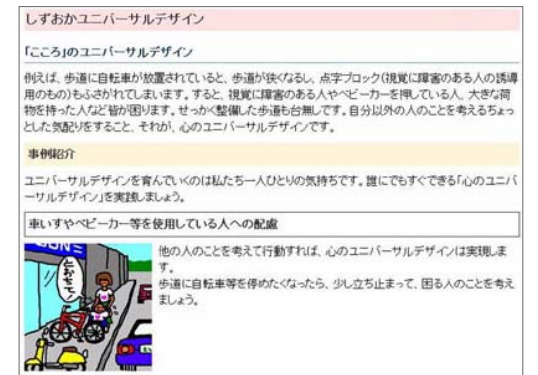 しずおかユニバーサルデザイン
「こころ」のユニバーサルデザイン
例えば、歩道に自転車が放置されていると、歩道が狭くなるし、点字ブロック(視覚に障害のある人の誘導
用のもの)もふさがれてしまいます。すると、視覚に障害のある人やベビーカーを押している人、大きな荷
物を持った人など皆が困ります。せっかく整備した歩道も台無しです。自分以外の人のことを考えるちょっ
とした気配りをすること、それが、心のユニバーサルデザインです。
事例紹介
ユニバーサルデザインを育んでいくのは私たち一人ひとりの気持ちです。誰にでもすぐできる「心のユニバ
ーサルデザイン」を実践しましょう。
車いすやベビーカー等を使用している人への配慮
他の人のことを考えて行動すれば、心のユニバーサルデザインは実現しま
す。
歩道に自転車等を停めたくなったら、少し立ち止まって、困る人のことを考え
ましょう。
とおちて!